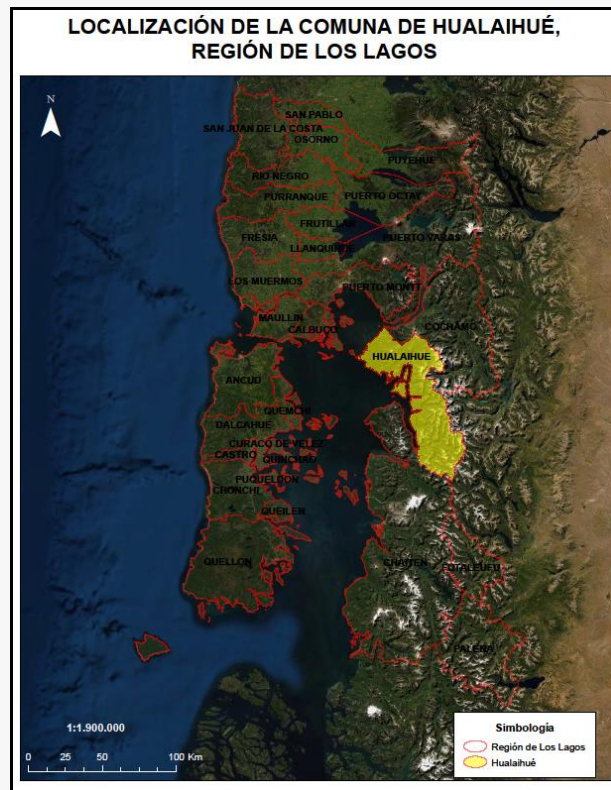 LOCALIZACIÓN DE LA COMUNA DE HUALAIHUÉ,
REGIÓN DE LOS LAGOS
N
SAN PABLO
SAN JUAN DE LA COSTA
OSORNO
PUYEHUE
RIO NEGRO
PURRANQUE
PUERTO OCTAY
FRUTILLAR
FRESIA
PUERTO VARAS
LLANQUIHUE
LOS MUERMOS
PUERTO MONTT
MAULLIN
CALBUCO
COCHAMO
HUALAIHUE
ANCUD
QUEMCHI
DALCAHUE
CURACO DE VELEZ
CASTRO
QUINCHAO
PUQUELDON
CHONCHI
QUEILEN
QUELLON
CHAITEN
FUTALEUFU
PALENA
1:1.900.000
0 25 50 100 Km
Simbología
Región de Los Lagos
Hualaihué